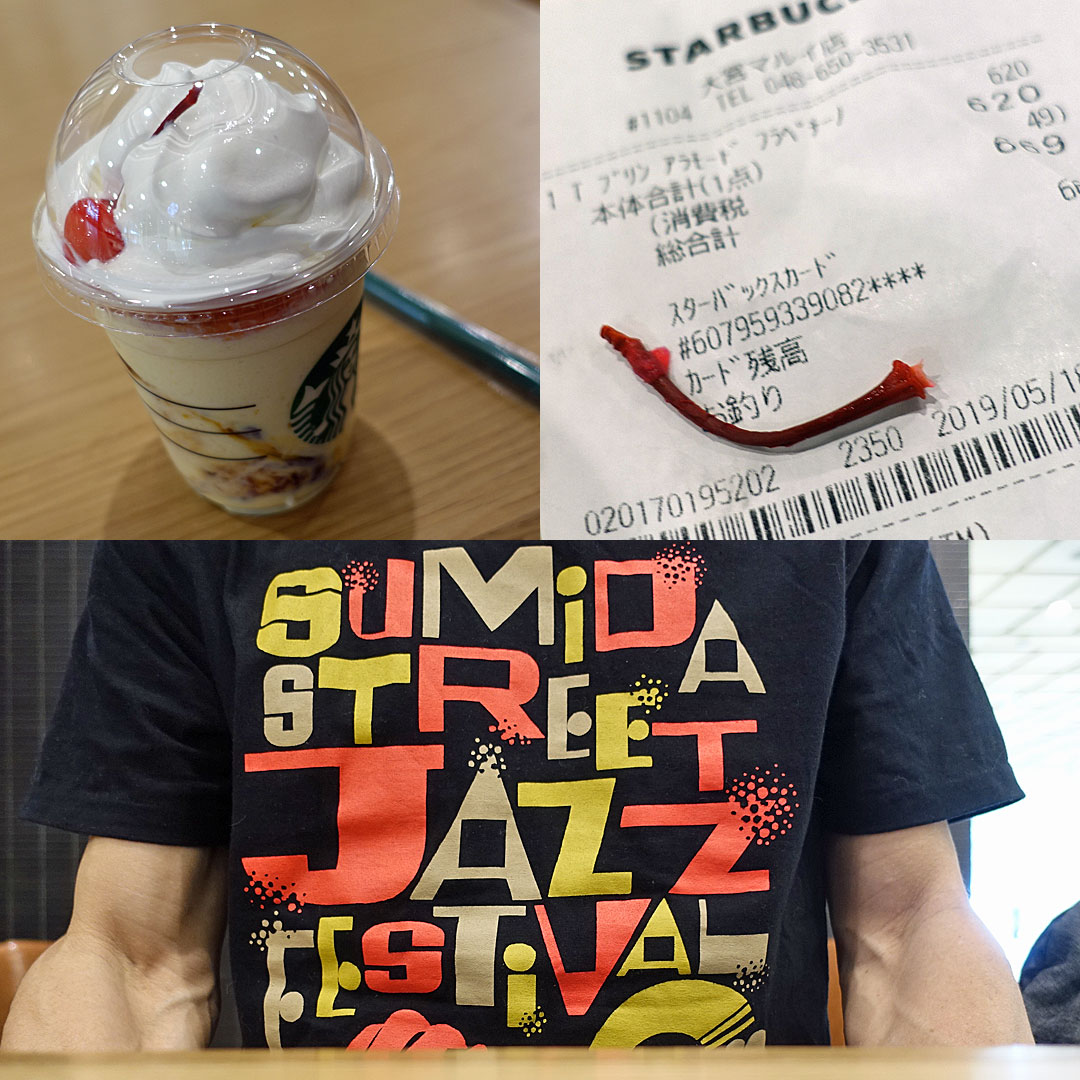 STARBUC
大宮マルイ店
TEL 048-650-3531
#1104
620
1 T プリン アラモード フラペチーノ 620
本体合計(1点) 49)
(消費税 669
総合計
スターバックスカード
#607959339082****
カード残高
お釣り
2350 2019/05/18
020170195202
SUMiDA
STREET
JAZZ
FESTiVAL